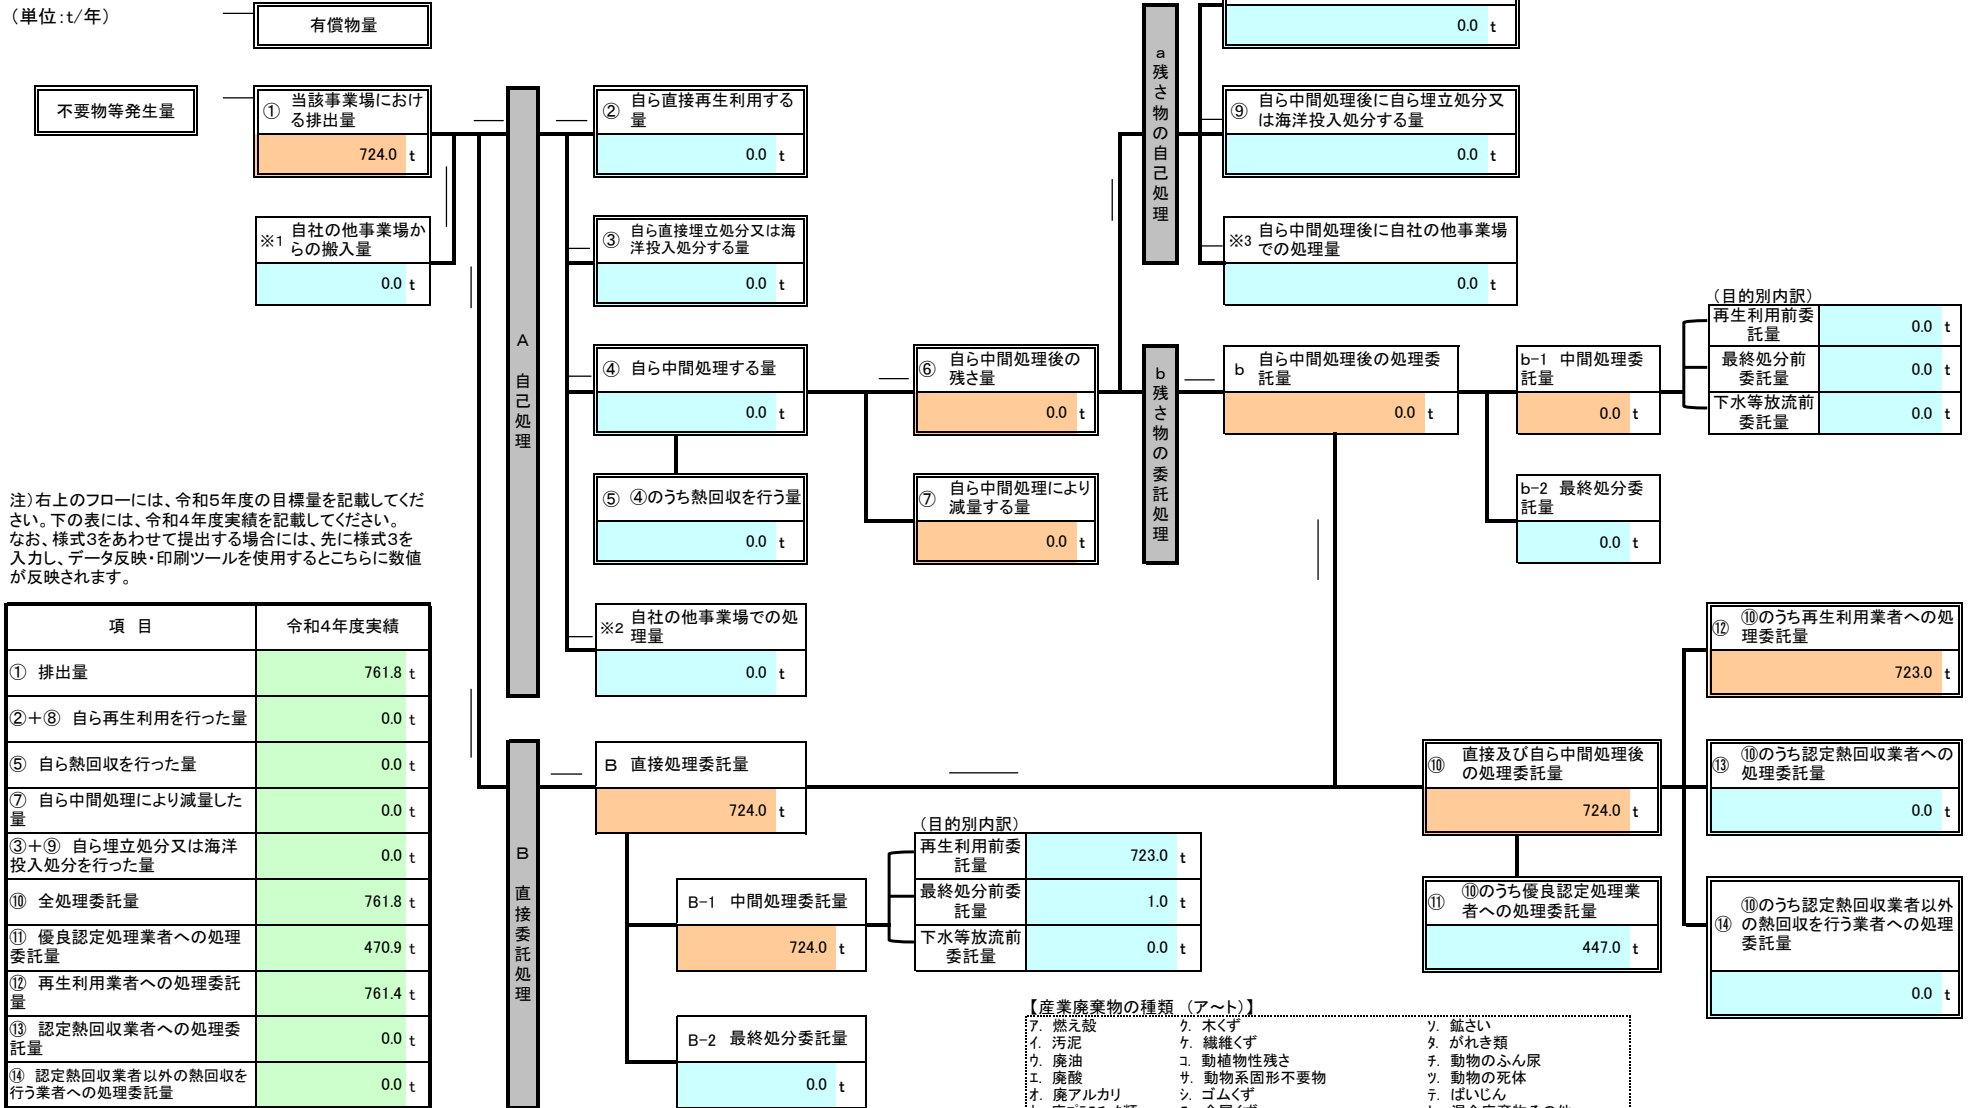 （単位:t/年）
有償物量
0.0 t
不要物等発生量
① 当該事業場におけ
る排出量
724.0 t
② 自ら直接再生利用する
量
0.0 t
a 残さ物の自己処理
⑨ 自ら中間処理後に自ら埋立処分又
は海洋投入処分する量
0.0 t
※1 自社の他事業場か
らの搬入量
0.0 t
③ 自ら直接埋立処分又は海
洋投入処分する量
0.0 t
※3 自ら中間処理後に自社の他事業場
での処理量
0.0 t
A 自己処理
④ 自ら中間処理する量
0.0 t
⑥ 自ら中間処理後の
残さ量
0.0 t
b 残さ物の委託処理
b 自ら中間処理後の処理委
託量
0.0 t
b-1 中間処理委
託量
0.0 t
（目的別内訳）
再生利用前委
託量
0.0 t
最終処分前
委託量
0.0 t
下水等放流前
委託量
0.0 t
⑤ ④のうち熱回収を行う量
0.0 t
⑦ 自ら中間処理により
減量する量
0.0 t
b-2 最終処分委
託量
0.0 t
注）右上のフローには、令和5年度の目標量を記載してくだ
さい。下の表には、令和4年度実績を記載してください。
なお、様式3をあわせて提出する場合には、先に様式3を
入力し、データ反映・印刷ツールを使用するとこちらに数値
が反映されます。
※2 自社の他事業場での処
理量
0.0 t
項 目 令和4年度実績
① 排出量 761.8 t
②＋⑧ 自ら再生利用を行った量 0.0 t
⑤ 自ら熱回収を行った量 0.0 t
⑦ 自ら中間処理により減量した
量 0.0 t
③＋⑨ 自ら埋立処分又は海洋
投入処分を行った量 0.0 t
⑩ 全処理委託量 761.8 t
⑪ 優良認定処理業者への処理
委託量 470.9 t
⑫ 再生利用業者への処理委託
量 761.4 t
⑬ 認定熱回収業者への処理委
託量 0.0 t
⑭ 認定熱回収業者以外の熱回収を
行う業者への処理委託量 0.0 t
B 直接委託処理
B 直接処理委託量
724.0 t
B-1 中間処理委託量
724.0 t
（目的別内訳）
再生利用前委
託量
723.0 t
最終処分前委
託量
1.0 t
下水等放流前
委託量
0.0 t
B-2 最終処分委託量
0.0 t
⑩ 直接及び自ら中間処理後
の処理委託量
724.0 t
⑪ ⑩のうち優良認定処理業
者への処理委託量
447.0 t
⑫ ⑩のうち再生利用業者への処
理委託量
723.0 t
⑬ ⑩のうち認定熱回収業者への
処理委託量
0.0 t
⑭ ⑩のうち認定熱回収業者以外
の熱回収を行う業者への処理
委託量
0.0 t
【産業廃棄物の種類 （ア～ト）】
ア. 燃え殻 ク. 木くず ソ. 鉱さい
イ. 汚泥 ケ. 繊維くず タ. がれき類
ウ. 廃油 コ. 動植物性残さ チ. 動物のふん尿
エ. 廃酸 サ. 動物系固形不要物 ツ. 動物の死体
オ. 廃アルカリ シ. ゴムくず テ. ばいじん